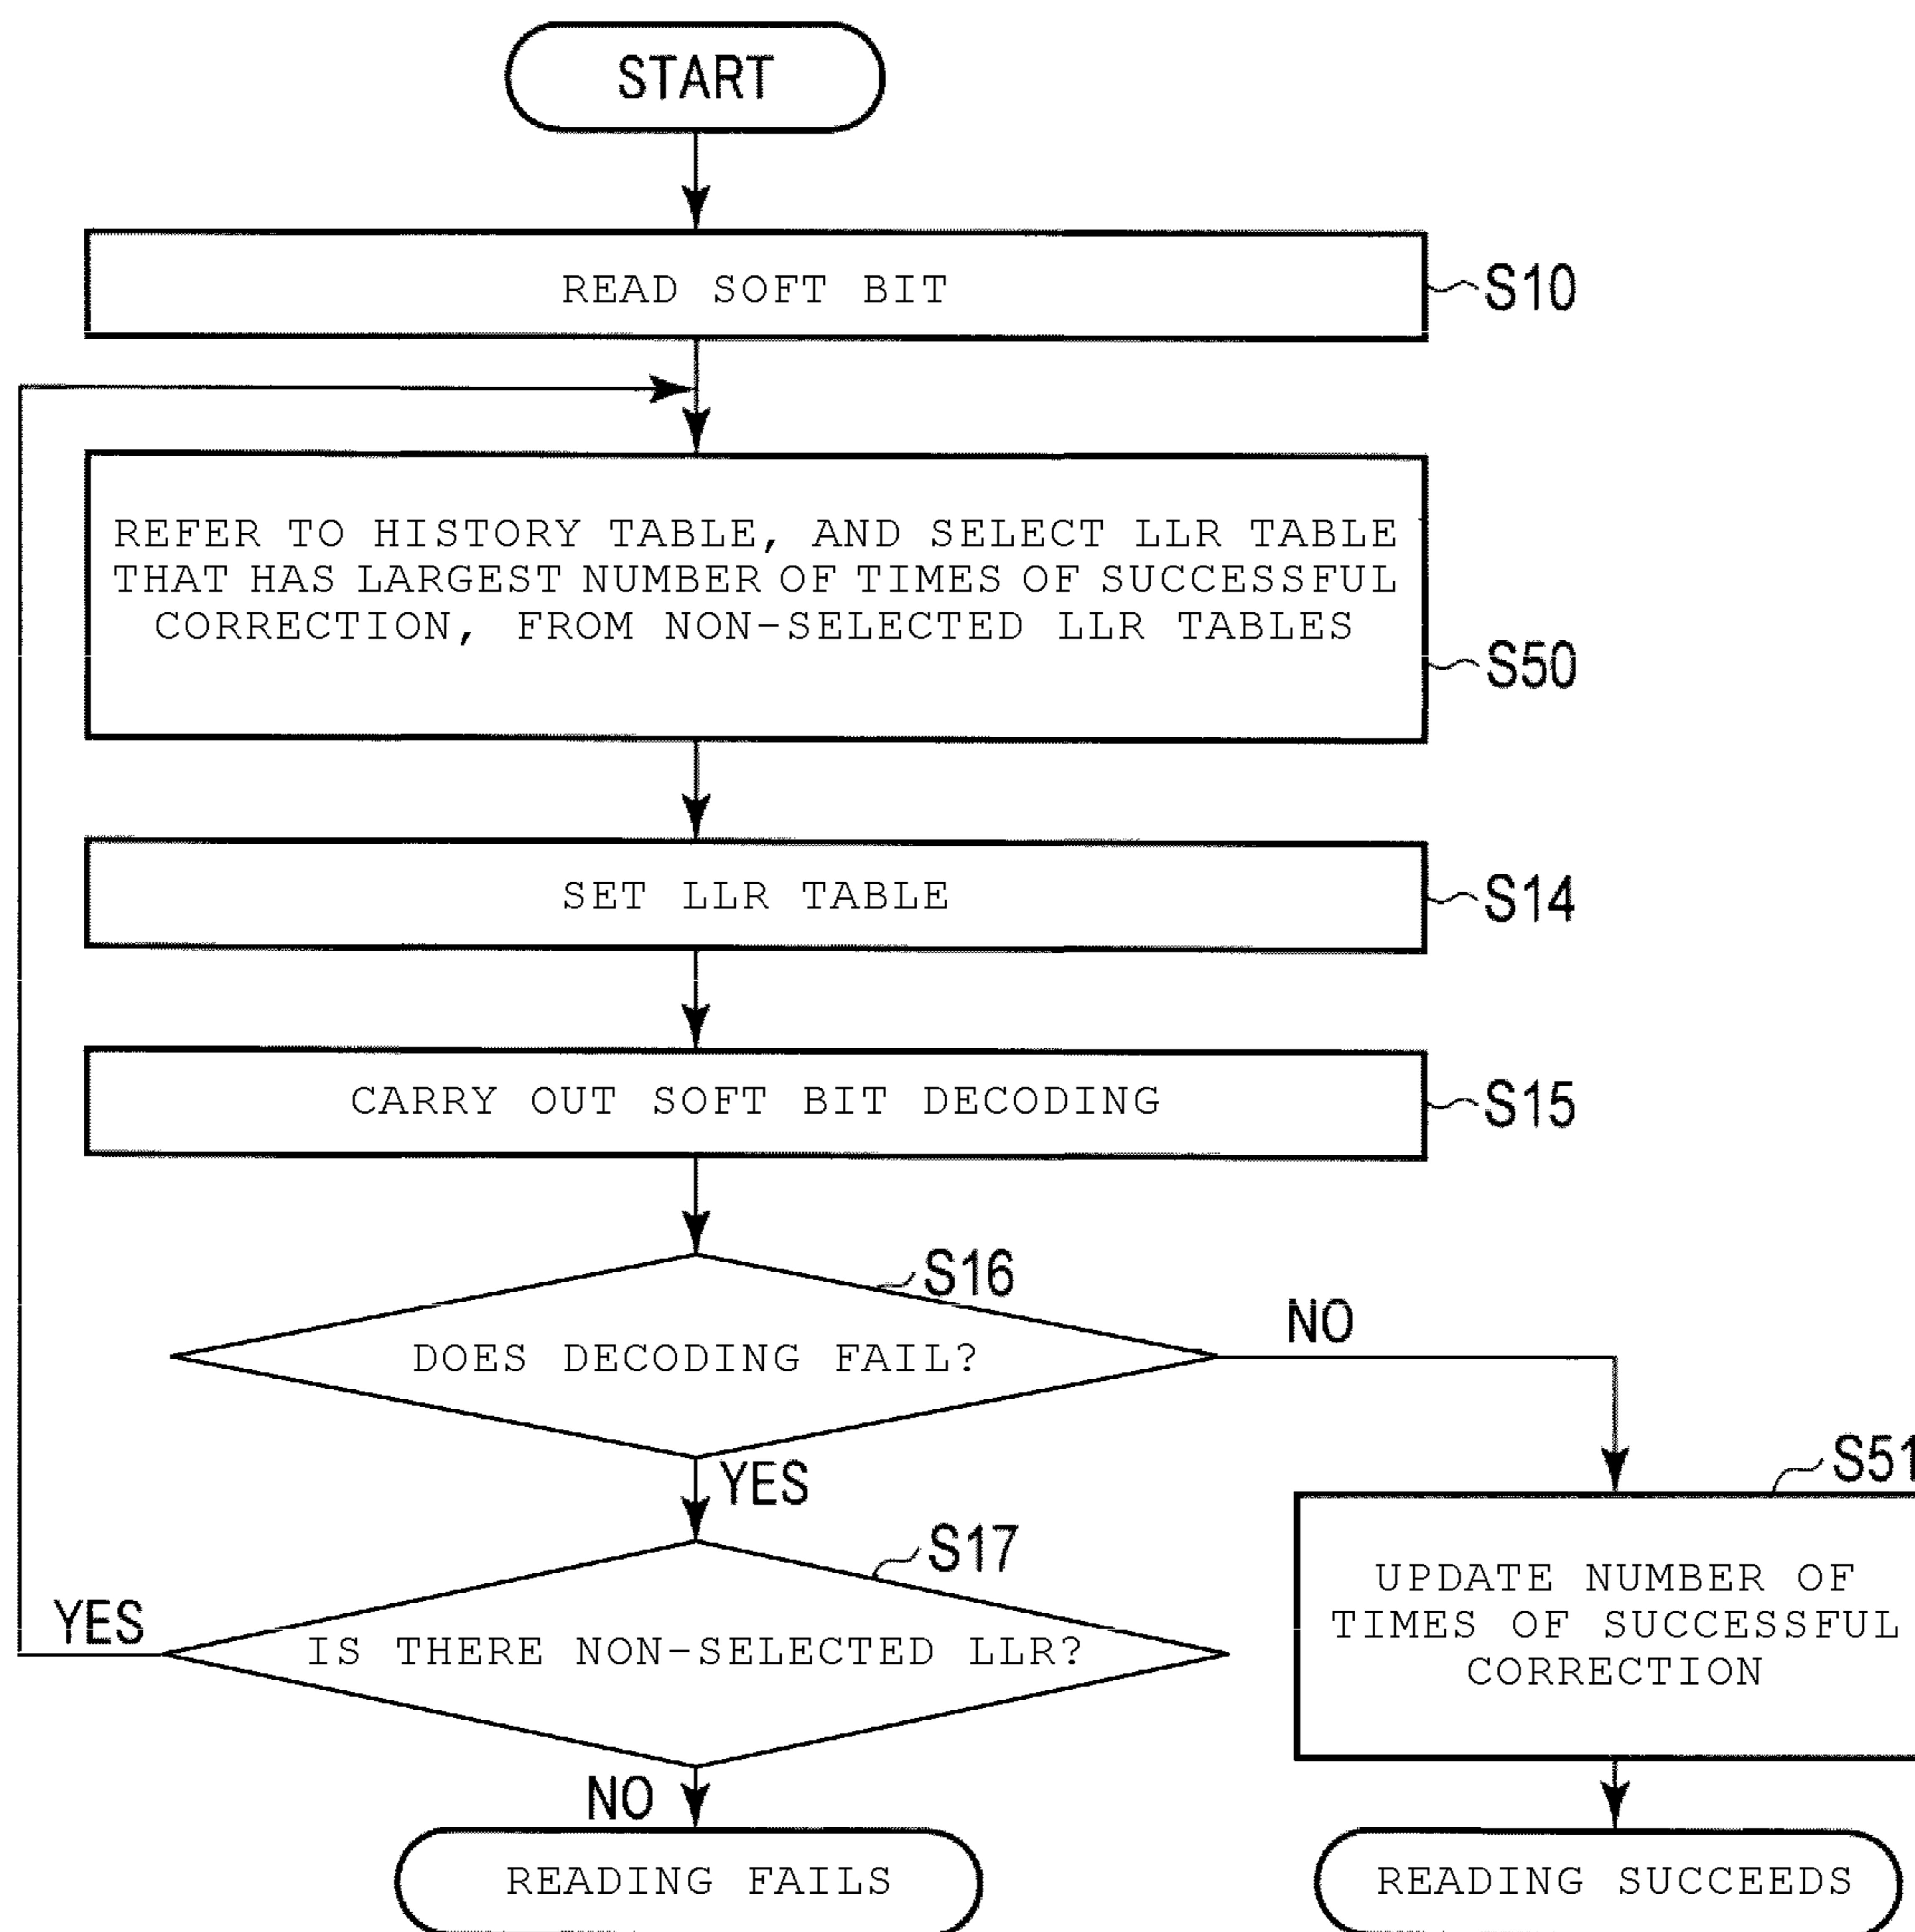 START
READ SOFT BIT
S10
REFER TO HISTORY TABLE, AND SELECT LLR TABLE
THAT HAS LARGEST NUMBER OF TIMES OF SUCCESSFUL
CORRECTION, FROM NON-SELECTED LLR TABLES
S50
SET LLR TABLE
S14
CARRY OUT SOFT BIT DECODING
S15
S16
DOES DECODING FAIL?
NO
YES
S51
S17
IS THERE NON-SELECTED LLR?
YES
UPDATE NUMBER OF
TIMES OF SUCCESSFUL
CORRECTION
NO
READING FAILS
READING SUCCEEDS